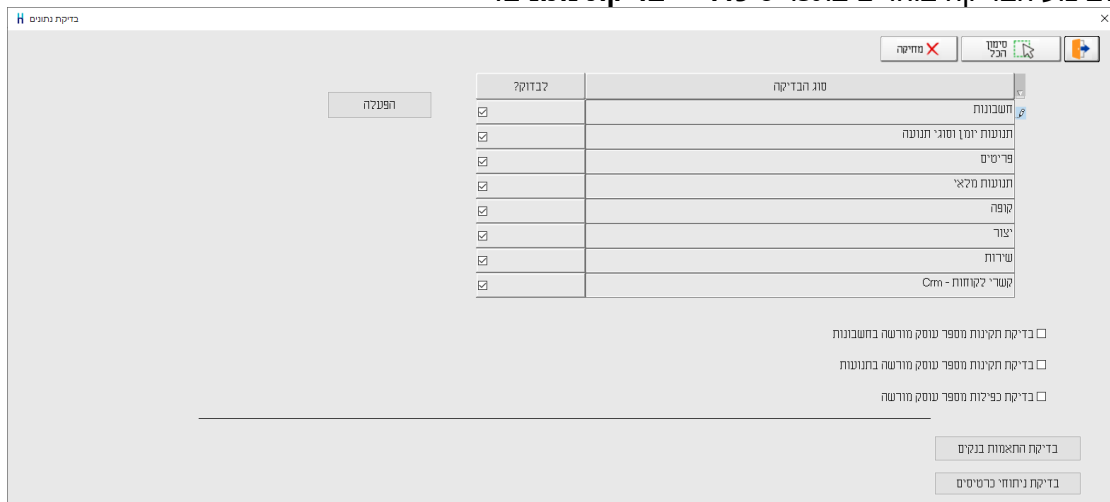 בדיקת נתונים
סימון הכל
מחיקה
סוג הבדיקה לבדוק?
הפעלה
חשבונות
תנועות יומן וסוגי תנועה
פריטים
תנועות מלאי
קופה
יצור
שירות
קשרי לקוחות - Crm
בדיקת תקינות מספר עוסק מורשה בחשבונות
בדיקת תקינות מספר עוסק מורשה בתנועות
בדיקת כפילות מספר עוסק מורשה
בדיקת התאמות בנקים
בדיקת ניתוחי כרטיסים